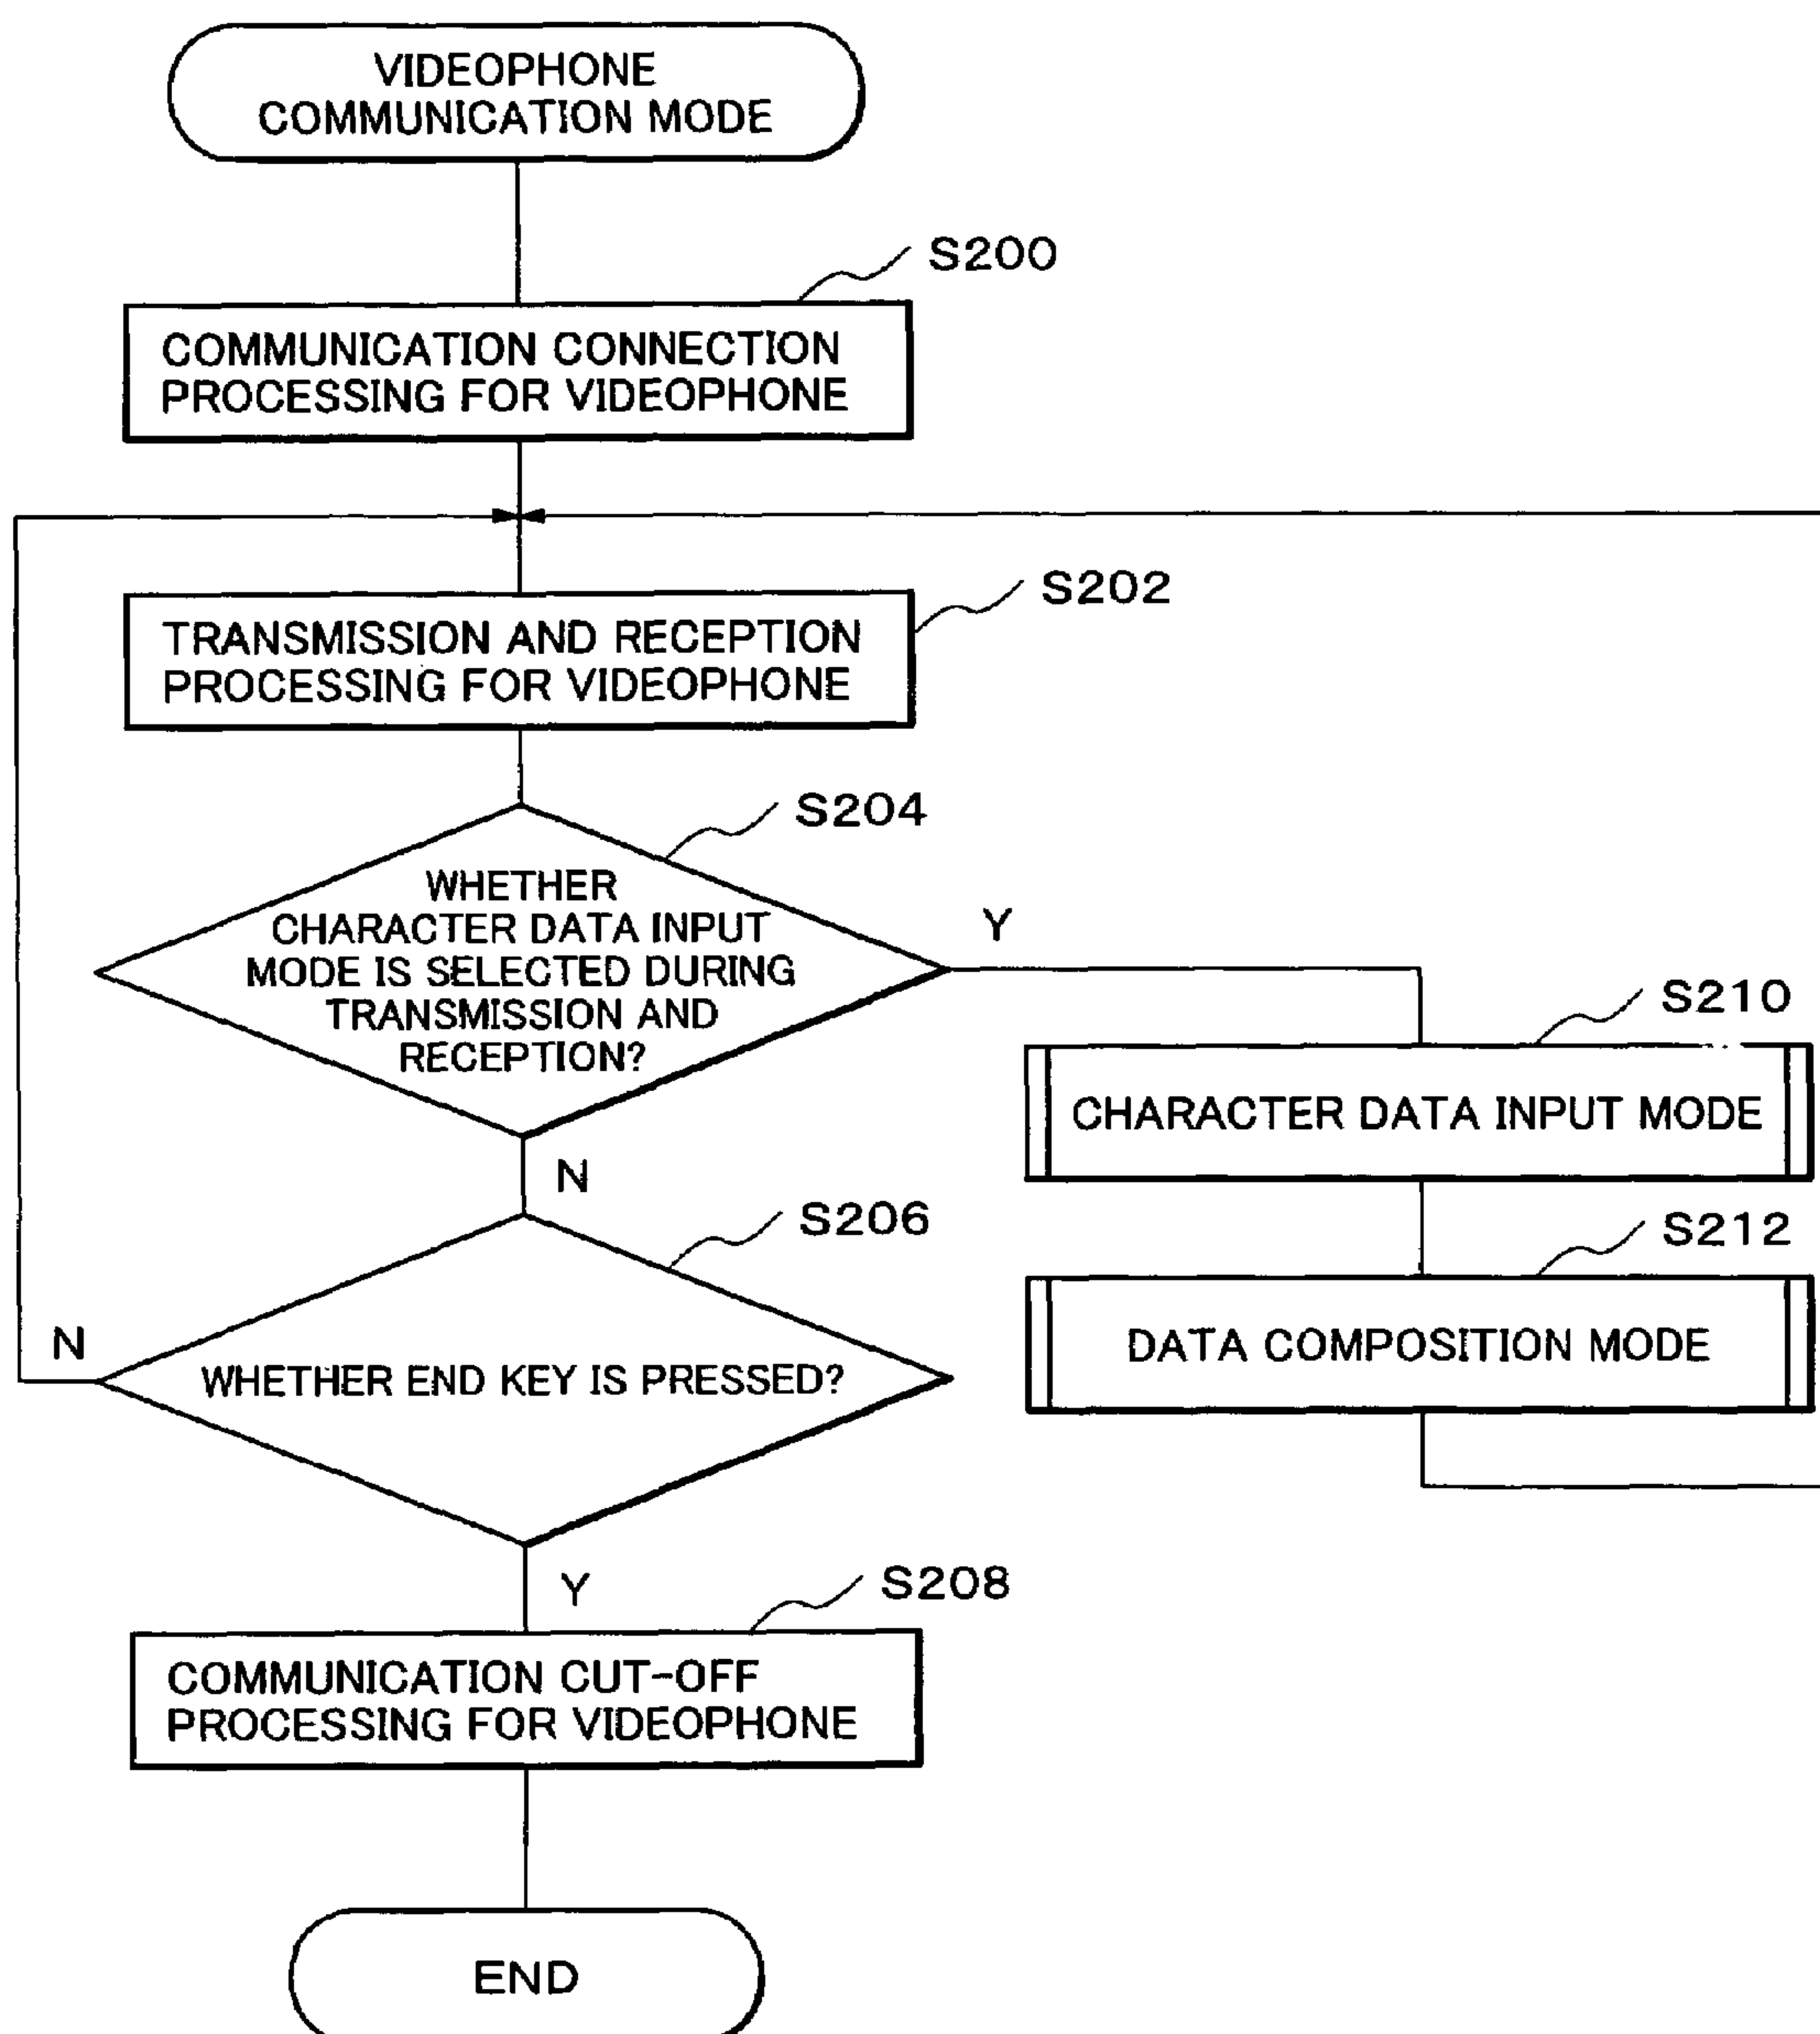 VIDEOPHONE
COMMUNICATION MODE
S200
COMMUNICATION CONNECTION
PROCESSING FOR VIDEOPHONE
S202
TRANSMISSION AND RECEPTION
PROCESSING FOR VIDEOPHONE
S204
WHETHER
CHARACTER DATA INPUT
MODE IS SELECTED DURING
TRANSMISSION AND
RECEPTION?
Y
N
S210
CHARACTER DATA INPUT MODE
S212
DATA COMPOSITION MODE
S206
WHETHER END KEY IS PRESSED?
N
Y
S208
COMMUNICATION CUT-OFF
PROCESSING FOR VIDEOPHONE
END